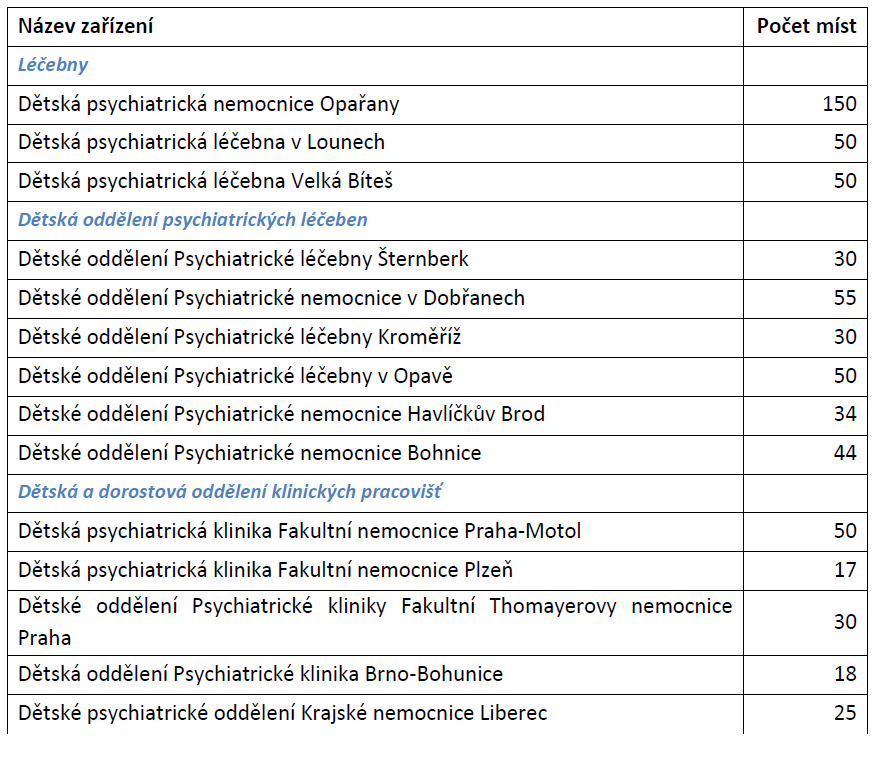 Název zařízení Počet míst
Léčebny
Dětská psychiatrická nemocnice Opařany 150
Dětská psychiatrická léčebna v Lounech 50
Dětská psychiatrická léčebna Velká Bíteš 50
Dětská oddělení psychiatrických léčeben
Dětské oddělení Psychiatrické léčebny Šternberk 30
Dětské oddělení Psychiatrické nemocnice v Dobřanech 55
Dětské oddělení Psychiatrické léčebny Kroměříž 30
Dětské oddělení Psychiatrické léčebny v Opavě 50
Dětské oddělení Psychiatrické nemocnice Havlíčkův Brod 34
Dětské oddělení Psychiatrické nemocnice Bohnice 44
Dětská a dorostová oddělení klinických pracovišť
Dětská psychiatrická klinika Fakultní nemocnice Praha-Motol 50
Dětská psychiatrická klinika Fakultní nemocnice Plzeň 17
Dětské oddělení Psychiatrické kliniky Fakultní Thomayerovy nemocnice
Praha 30
Dětská oddělení Psychiatrické klinika Brno-Bohunice 18
Dětské psychiatrické oddělení Krajské nemocnice Liberec 25